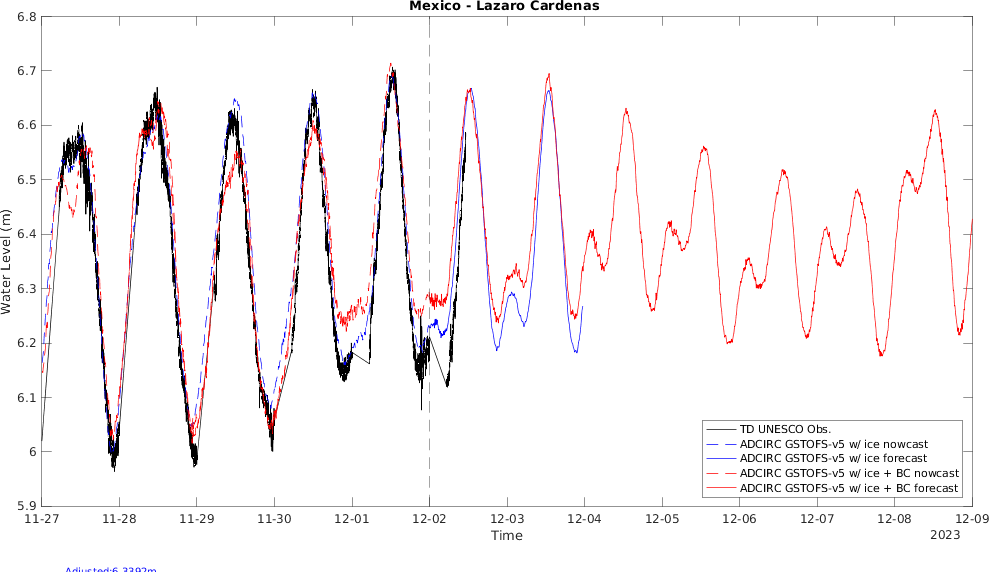 Mexico - Lazaro Cardenas
6.8
6.7
6.6
6.5
6.4
6.3
6.2
6.1
6
5.9
Water Level (m)
TD UNESCO Obs.
ADCIRC GSTOFS-v5 w/ ice nowcast
ADCIRC GSTOFS-v5 w/ ice forecast
ADCIRC GSTOFS-v5 w/ ice + BC nowcast
ADCIRC GSTOFS-v5 w/ ice + BC forecast
11-27 11-28 11-29 11-30 12-01 12-02 12-03 12-04 12-05 12-06 12-07 12-08 12-09
Time
2023
Adjusted:6.3392m